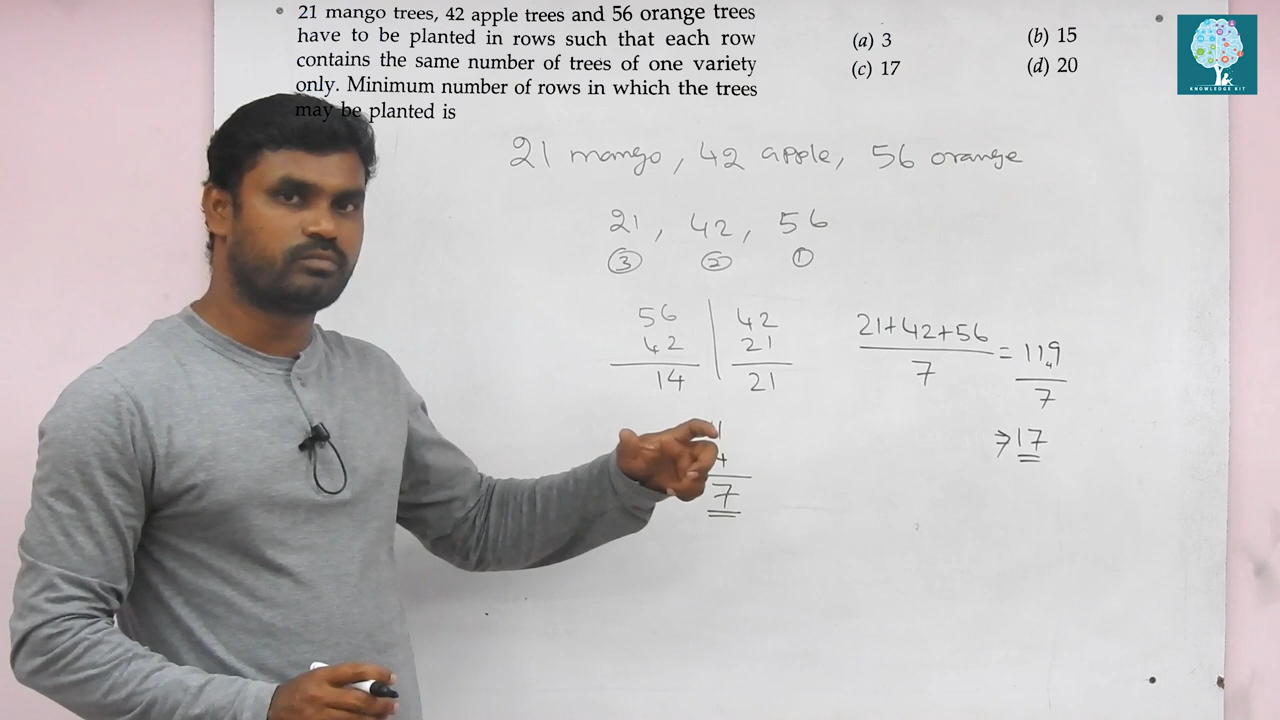 • 21 mango trees, 42 apple trees and 56 orange trees
have to be planted in rows such that each row
contains the same number of trees of one variety
only. Minimum number of rows in which the trees
may be planted is
(a) 3
(b) 15
(c) 17
(d) 20
KNOWLEDGE KIT
21 mango, 42 apple, 56 orange
21, 42, 56
3 2 1
56
42
14
42
21
21
7
21+42+56
7
= 119
7
⇒ 17